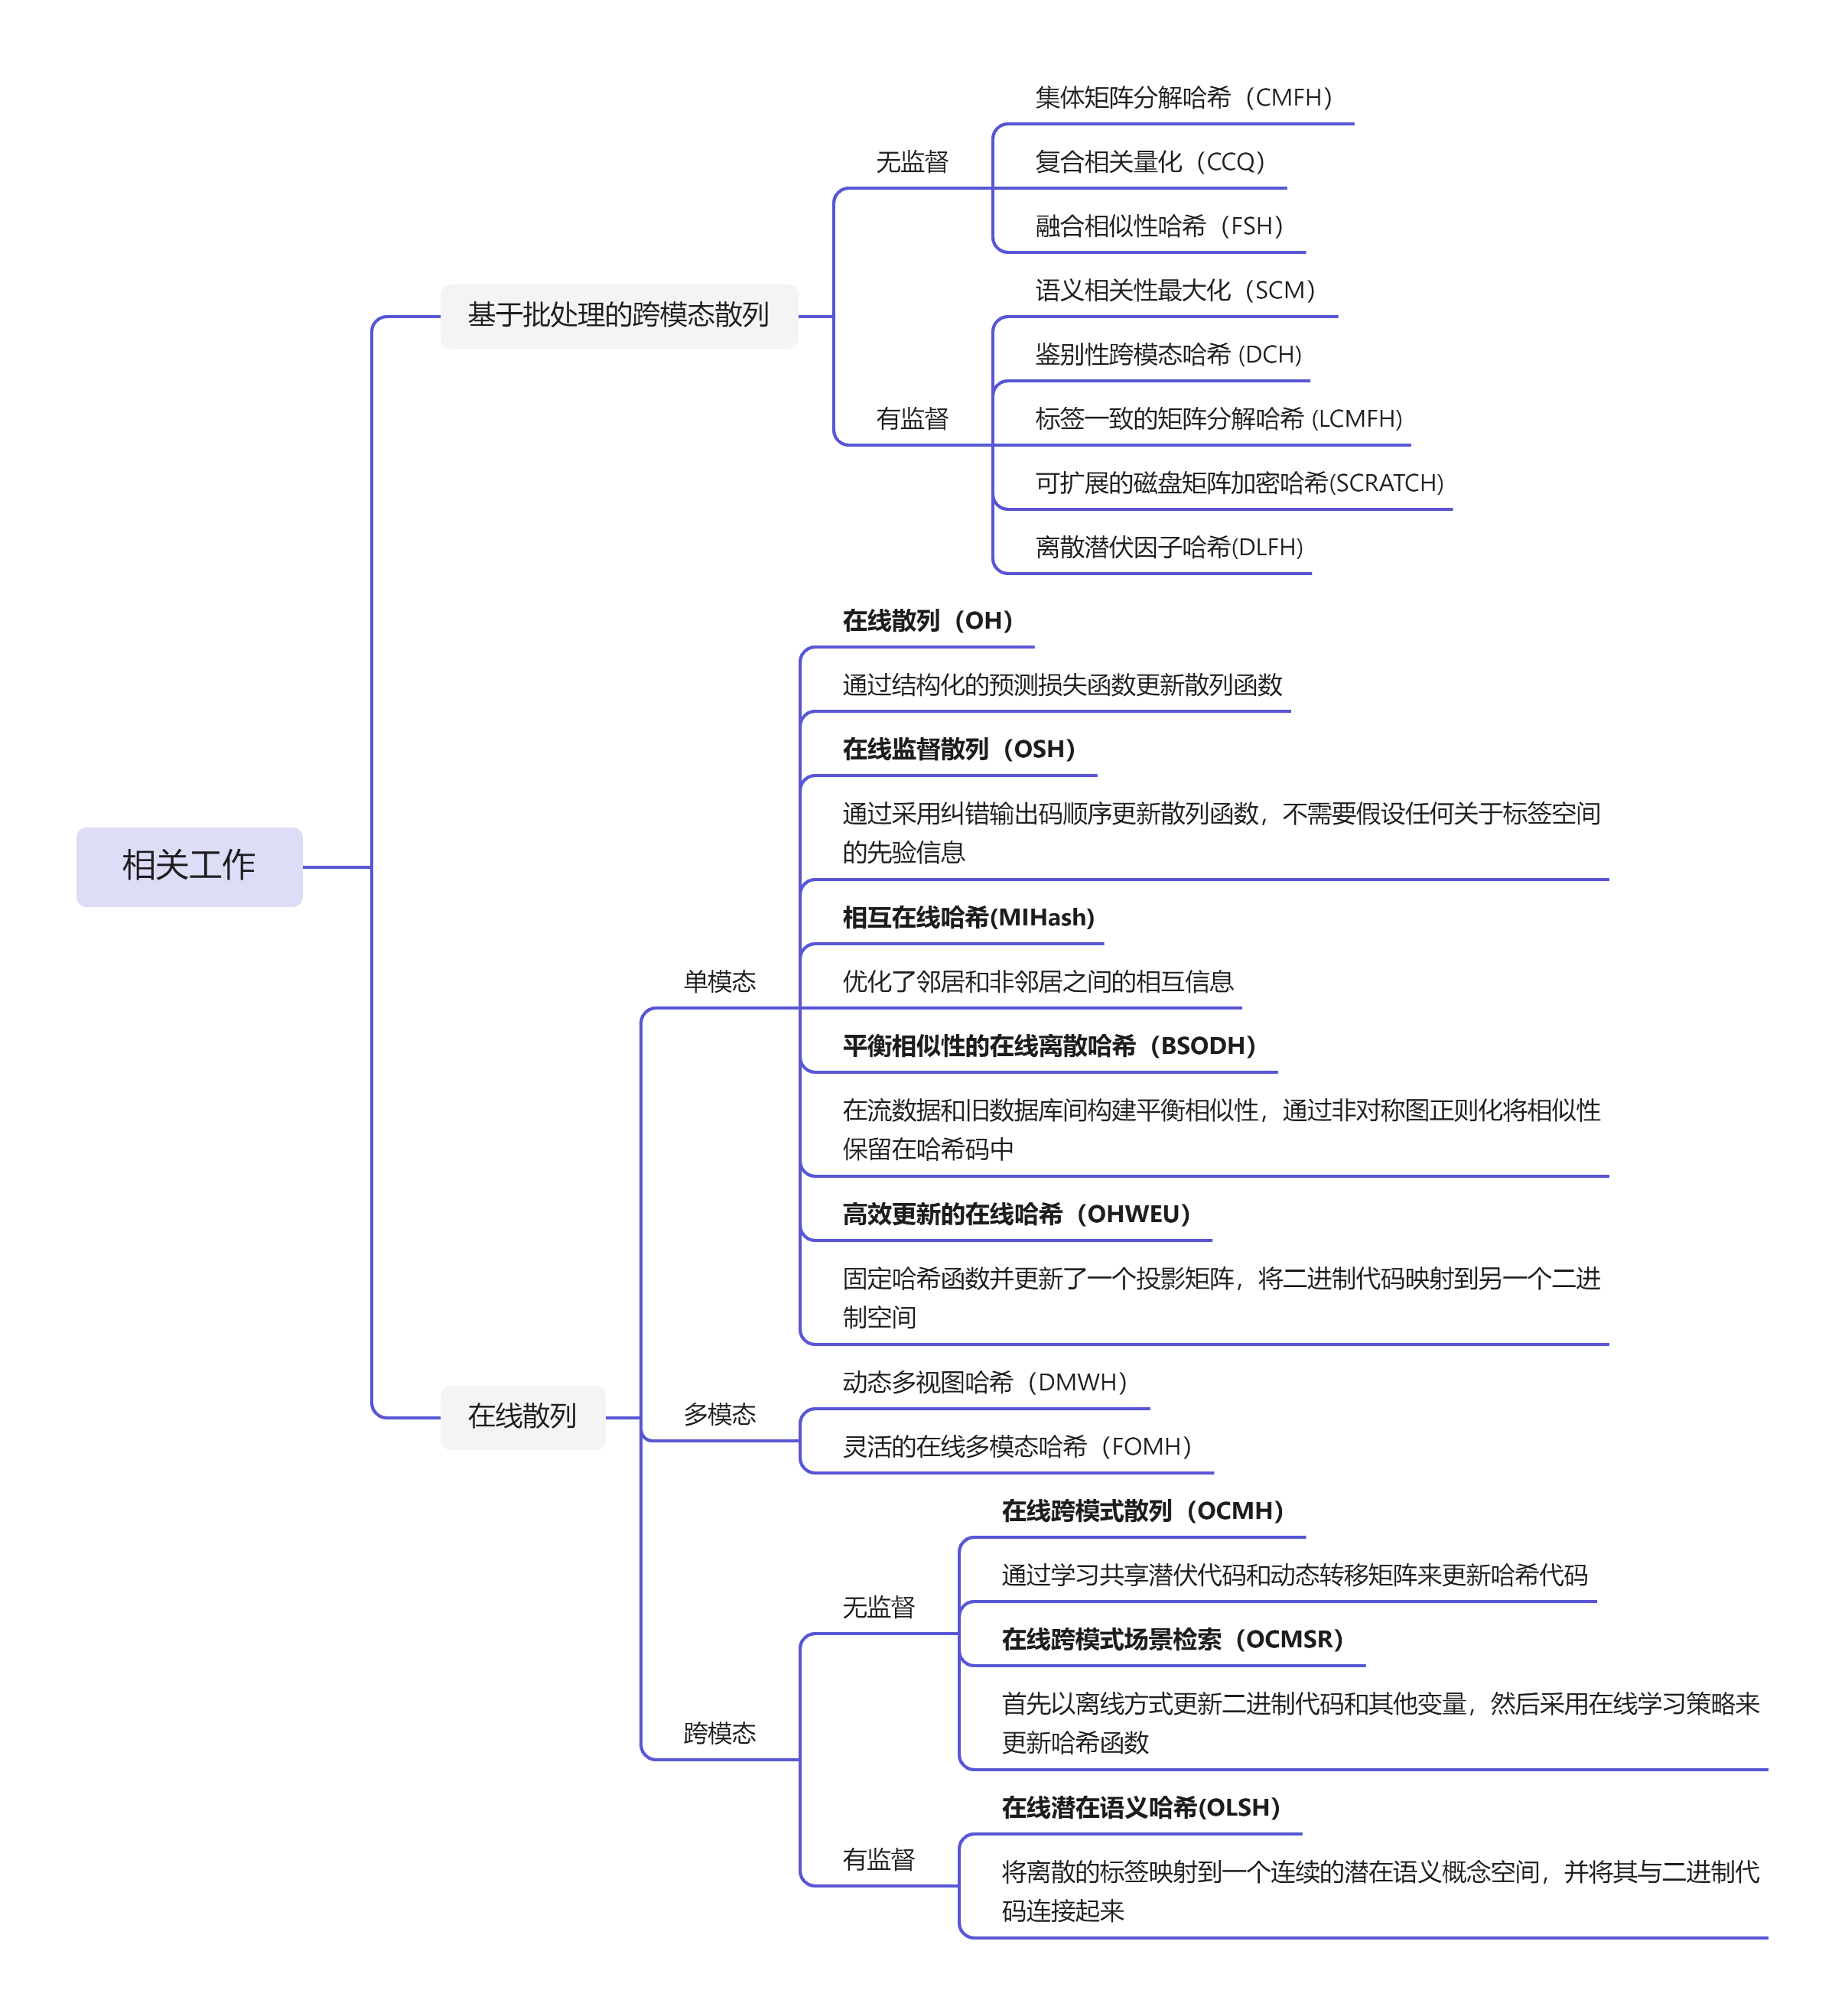 相关工作
基于批处理的跨模态散列
无监督
集体矩阵分解哈希（CMFH）
复合相关量化（CCQ）
融合相似性哈希（FSH）
有监督
语义相关性最大化（SCM）
鉴别性跨模态哈希 (DCH)
标签一致的矩阵分解哈希 (LCMFH)
可扩展的磁盘矩阵加密哈希(SCRATCH)
离散潜伏因子哈希(DLFH)
在线散列
单模态
在线散列（OH）
通过结构化的预测损失函数更新散列函数
在线监督散列（OSH）
通过采用纠错输出码顺序更新散列函数，不需要假设任何关于标签空间
的先验信息
相互在线哈希(MIHash)
优化了邻居和非邻居之间的相互信息
平衡相似性的在线离散哈希（BSODH）
在流数据和旧数据库间构建平衡相似性，通过非对称图正则化将相似性
保留在哈希码中
高效更新的在线哈希（OHWEU）
固定哈希函数并更新了一个投影矩阵，将二进制代码映射到另一个二进
制空间
多模态
动态多视图哈希（DMWH）
灵活的在线多模态哈希（FOMH）
跨模态
无监督
在线跨模式散列（OCMH）
通过学习共享潜伏代码和动态转移矩阵来更新哈希代码
在线跨模式场景检索（OCMSR）
首先以离线方式更新二进制代码和其他变量，然后采用在线学习策略来
更新哈希函数
有监督
在线潜在语义哈希(OLSH）
将离散的标签映射到一个连续的潜在语义概念空间，并将其与二进制代
码连接起来